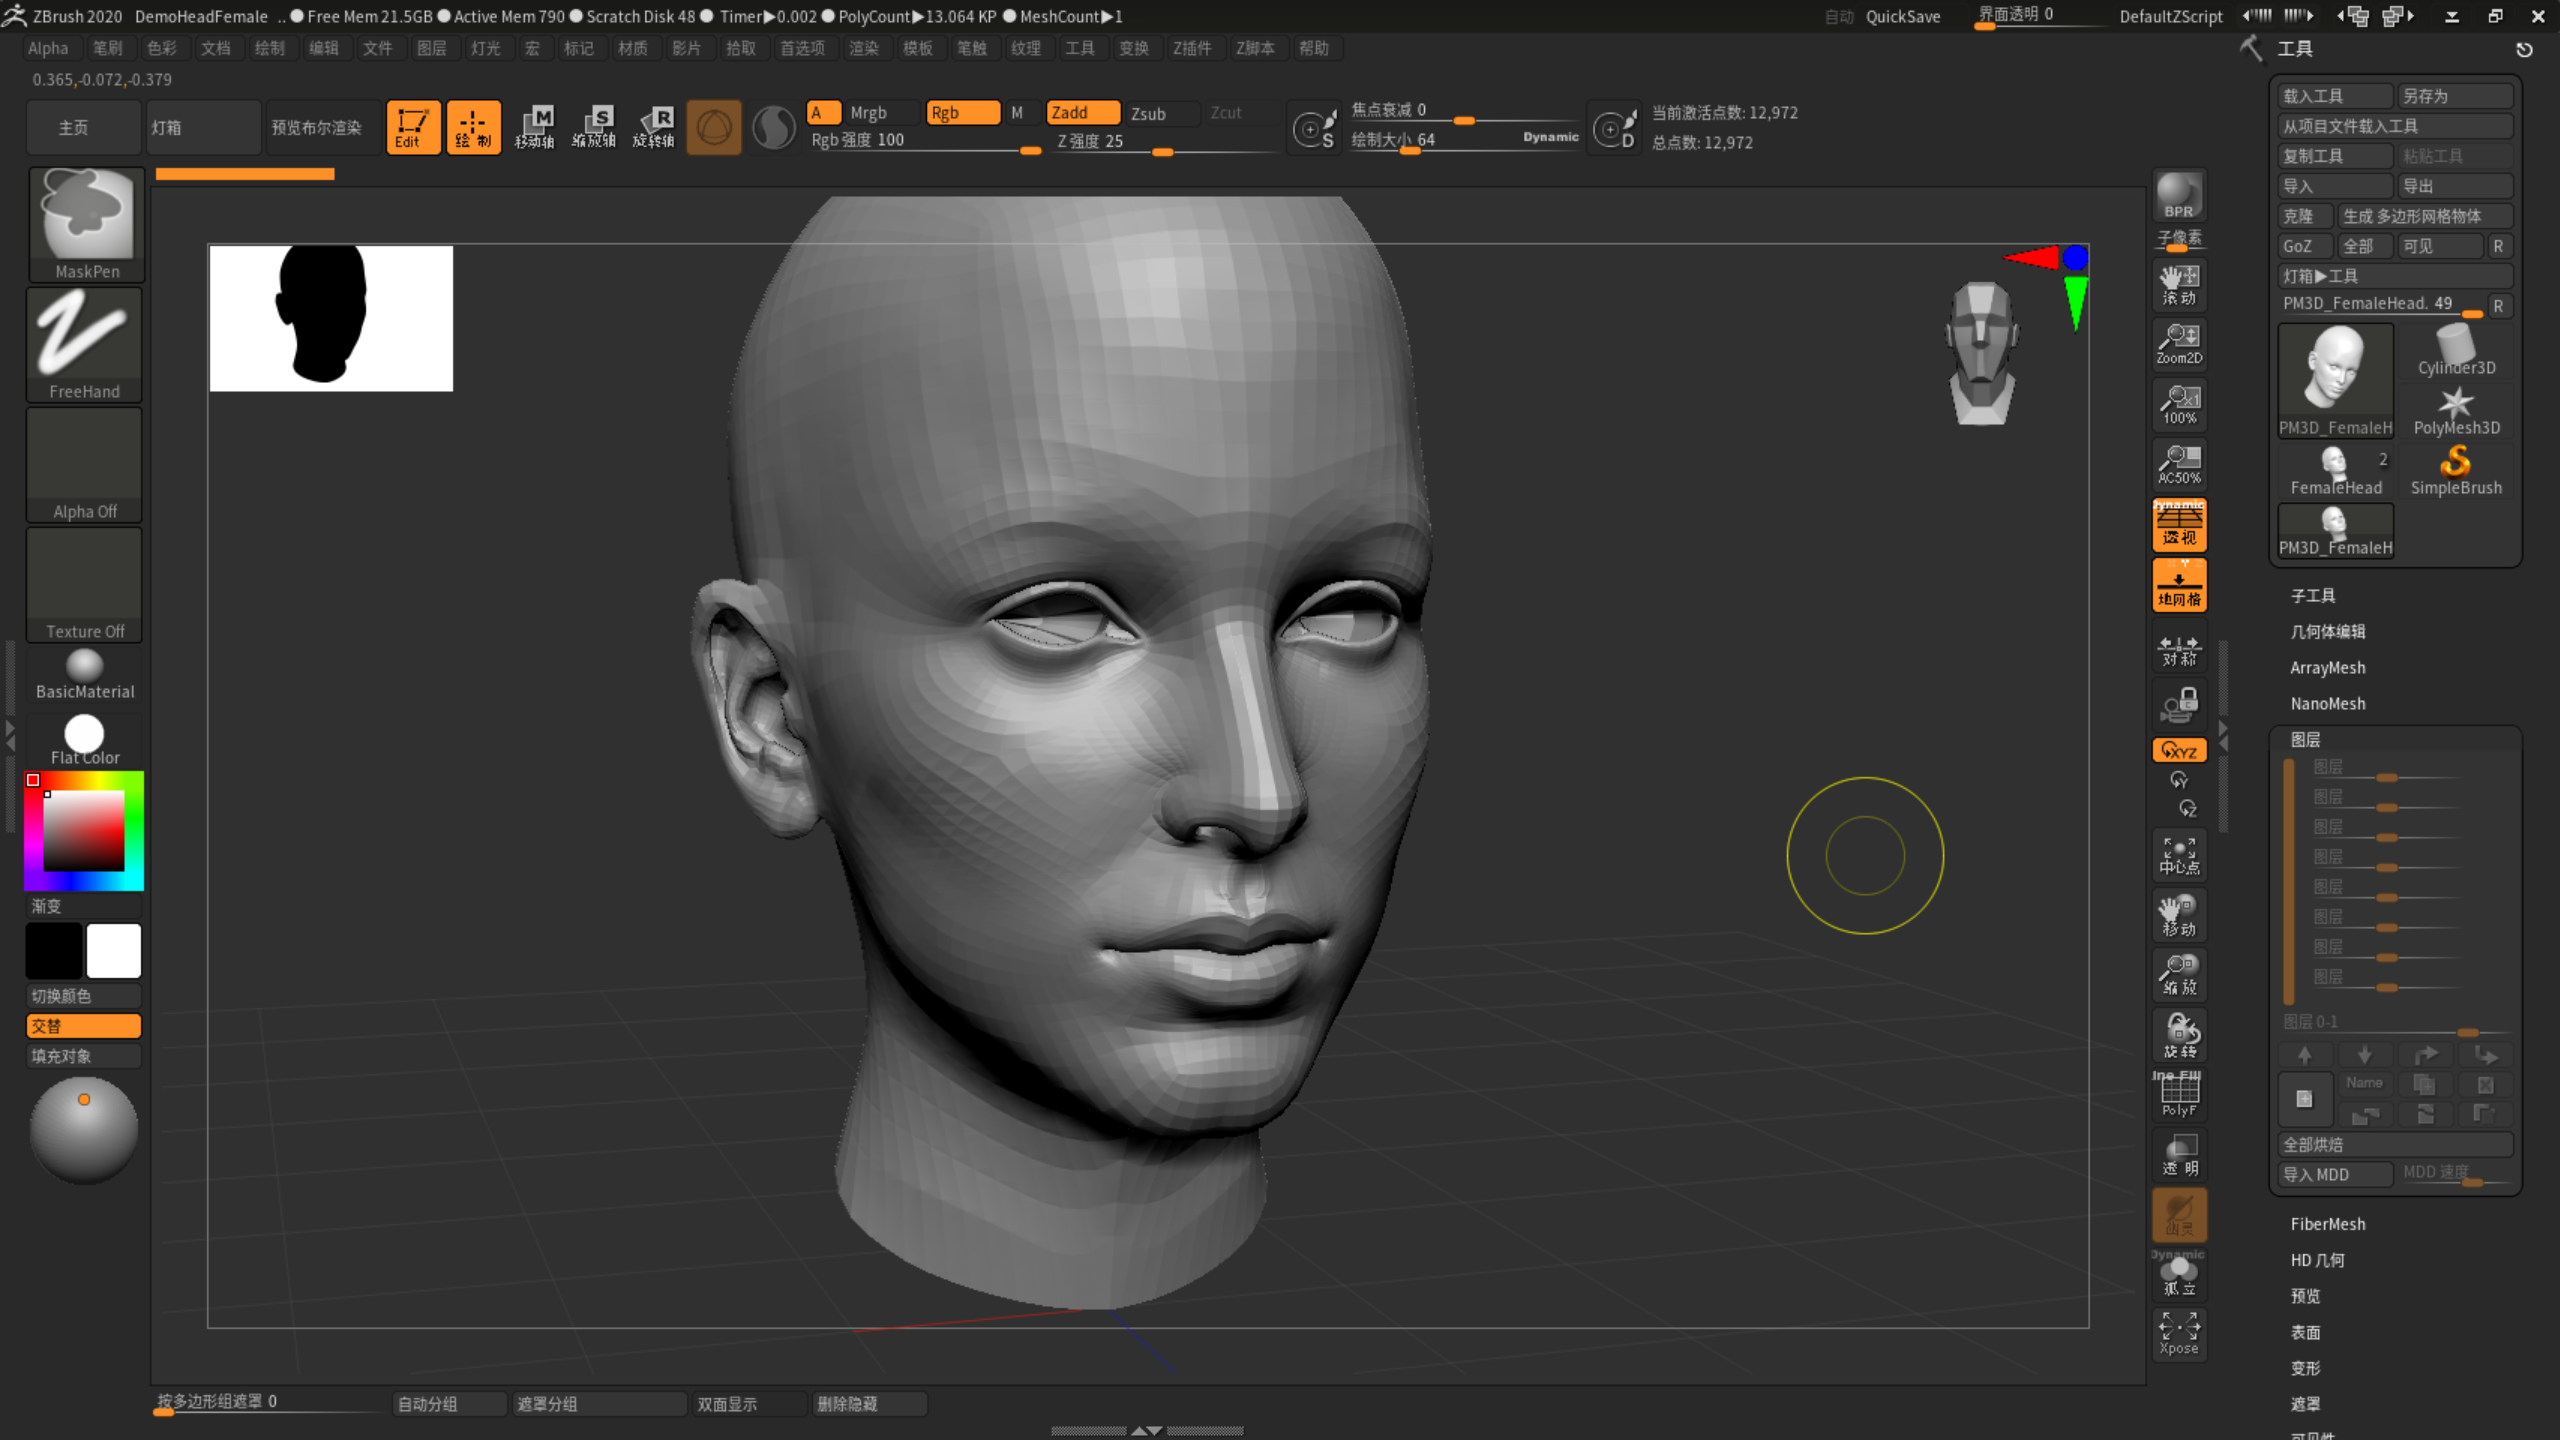 ZBrush 2020 DemoHeadFemale .. ● Free Mem 21.5GB ● Active Mem 790 ● Scratch Disk 48 ● Timer▶0.002 ● PolyCount▶13.064 KP ● MeshCount▶1 自动 QuickSave 界面透明 0 DefaultZScript
Alpha 笔刷 色彩 文档 绘制 编辑 文件 图层 灯光 宏 标记 材质 影片 拾取 首选项 渲染 模板 笔触 纹理 工具 变换 Z插件 Z脚本 帮助
0.365,-0.072,-0.379
主页 灯箱 预览布尔渲染
Edit 绘制 移动轴 缩放轴 旋转轴
A Mrgb Rgb M Zadd Zsub Zcut
Rgb 强度 100 Z 强度 25
焦点衰减 0
绘制大小 64 Dynamic
S D
当前激活点数: 12,972
总点数: 12,972
MaskPen
FreeHand
Alpha Off
Texture Off
BasicMaterial
Flat Color
渐变
切换颜色
交替
填充对象
BPR
子像素
滚动
Zoom2D
100%
AC50%
Dynamic
透视
地网格
对称
XYZ
Y
Z
中心点
移动
缩放
旋转
Line Fill
PolyF
透明
幽灵
Dynamic
孤立
Xpose
工具
载入工具 另存为
从项目文件载入工具
复制工具 粘贴工具
导入 导出
克隆 生成 多边形网格物体
GoZ 全部 可见 R
灯箱▶工具
PM3D_FemaleHead. 49 R
PM3D_FemaleH Cylinder3D
PolyMesh3D
2
FemaleHead SimpleBrush
PM3D_FemaleH
子工具
几何体编辑
ArrayMesh
NanoMesh
图层
图层
图层
图层
图层
图层
图层
图层
图层
图层 0-1
Name
全部烘焙
导入 MDD MDD 速度
FiberMesh
HD 几何
预览
表面
变形
遮罩
可见性
按多边形组遮罩 0 自动分组 遮罩分组 双面显示 删除隐藏